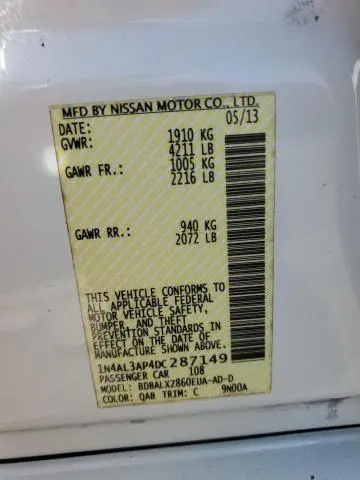 MFD BY NISSAN MOTOR CO., LTD.
DATE: 05/13
GVWR: 1910 KG
4211 LB
GAWR FR.: 1005 KG
2216 LB
GAWR RR.: 940 KG
2072 LB
THIS VEHICLE CONFORMS TO
ALL APPLICABLE FEDERAL
MOTOR VEHICLE SAFETY,
BUMPER, AND THEFT
PREVENTION STANDARDS IN
EFFECT ON THE DATE OF
MANUFACTURE SHOWN ABOVE.
1N4AL3AP4DC287149
PASSENGER CAR 108
MODEL: BDBALXZ860EUA-AD-D
COLOR: QAB TRIM: C 9N00A